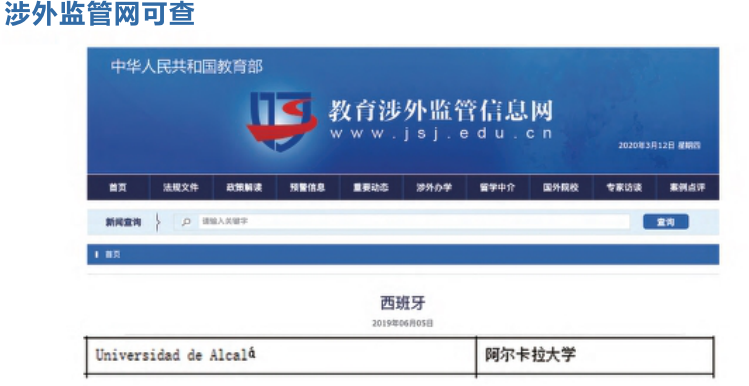 涉外监管网可查
中华人民共和国教育部
教育涉外监管信息网
www.jsj.edu.cn
2020年3月12日 星期四
首页 法规文件 政策解读 预警信息 重要动态 涉外办学 留学中介 国外院校 专家访谈 案例点评
新闻查询 请输入关键字 查询
首页
西班牙
2019年06月05日
Universidad de Alcalá 阿尔卡拉大学